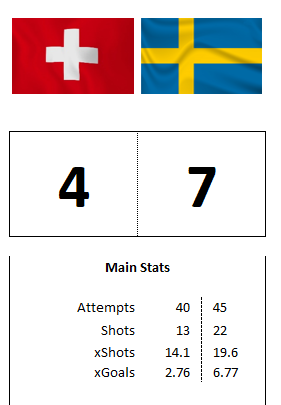 4 7
Main Stats
Attempts 40 45
Shots 13 22
xShots 14.1 19.6
xGoals 2.76 6.77